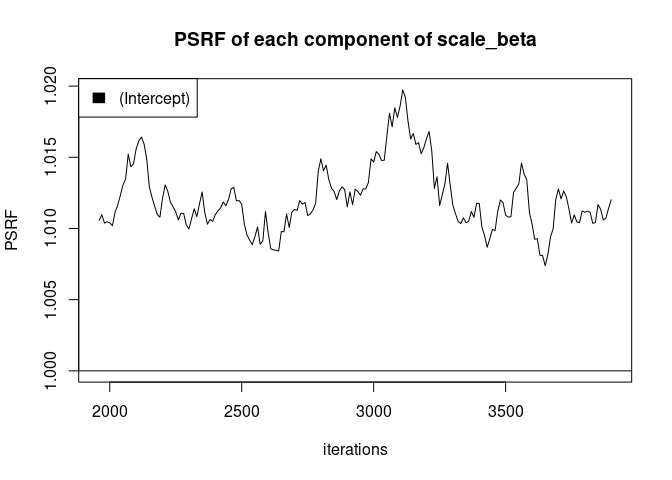 PSRF of each component of scale_beta
(Intercept)
PSRF
1.020
1.015
1.010
1.005
1.000
2000 2500 3000 3500
iterations